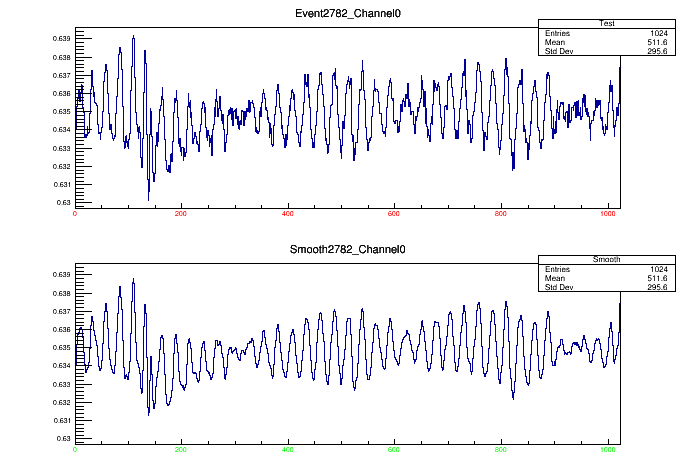 Event2782_Channel0
Test
Entries 1024
Mean 511.6
Std Dev 295.6
0.639
0.638
0.637
0.636
0.635
0.634
0.633
0.632
0.631
0.63
0 200 400 600 800 1000
Smooth2782_Channel0
Smooth
Entries 1024
Mean 511.6
Std Dev 295.6
0.639
0.638
0.637
0.636
0.635
0.634
0.633
0.632
0.631
0.63
0 200 400 600 800 1000